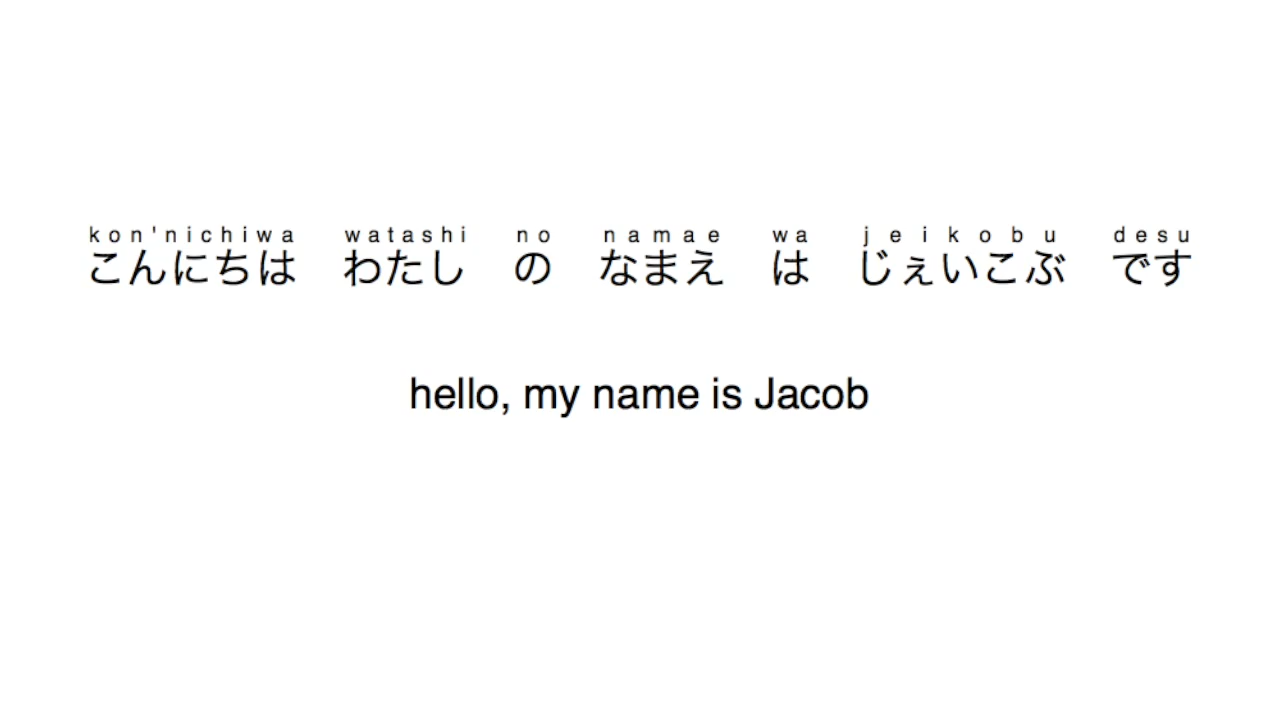 kon'nichiwa watashi no namae wa jeikobu desu
こんにちは わたし の なまえ は じぇいこぶ です
hello, my name is Jacob